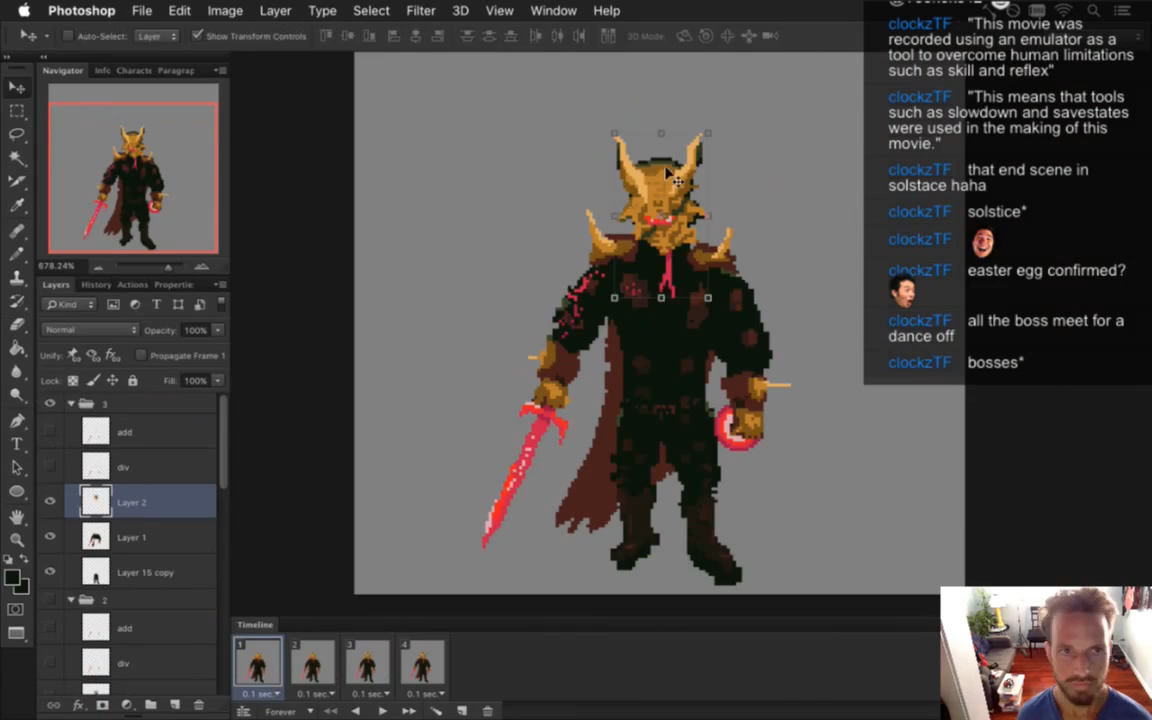 Photoshop File Edit Image Layer Type Select Filter 3D View Window Help
Auto-Select: Layer Show Transform Controls 3D Mode:
Navigator Info Characte Paragrap
678.24%
Layers History Actions Propertie
Kind
Normal Opacity: 100%
Unify: Propagate Frame 1
Lock: Fill: 100%
3
add
div
Layer 2
Layer 1
Layer 15 copy
2
add
div
clockzTF "This movie was
recorded using an emulator as a
tool to overcome human limitations
such as skill and reflex"
clockzTF "This means that tools
such as slowdown and savestates
were used in the making of this
movie."
clockzTF that end scene in
solstace haha
clockzTF solstice*
clockzTF
clockzTF easter egg confirmed?
clockzTF all the boss meet for a
dance off
clockzTF bosses*
Timeline
1 2 3 4
0.1 sec. 0.1 sec. 0.1 sec. 0.1 sec.
Forever